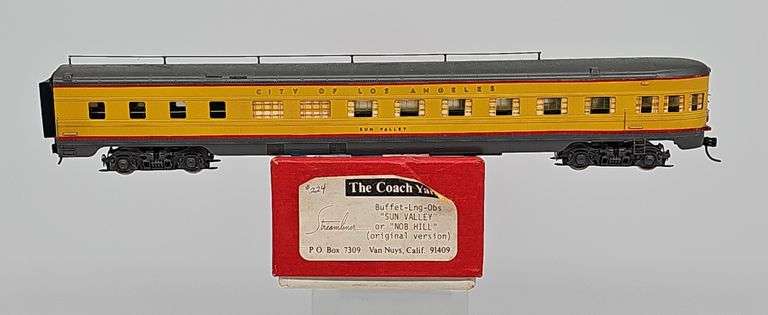 CITY OF LOS ANGELES
SUN VALLEY
#224
The Coach Ya
Buffet-Lng-Obs
"SUN VALLEY
or "NOB HILL"
(original version)
Streamliner
P.O. Box 7309 Van Nuys, Calif. 91409